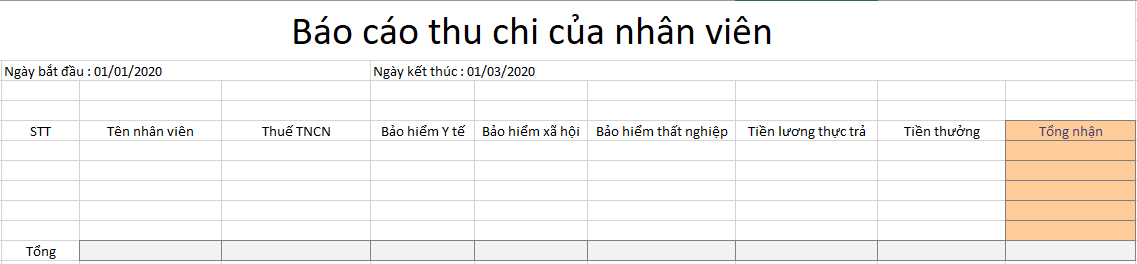 Báo cáo thu chi của nhân viên
Ngày bắt đầu : 01/01/2020 Ngày kết thúc : 01/03/2020
STT Tên nhân viên Thuế TNCN Bảo hiểm Y tế Bảo hiểm xã hội Bảo hiểm thất nghiệp Tiền lương thực trả Tiền thưởng Tổng nhận
Tổng